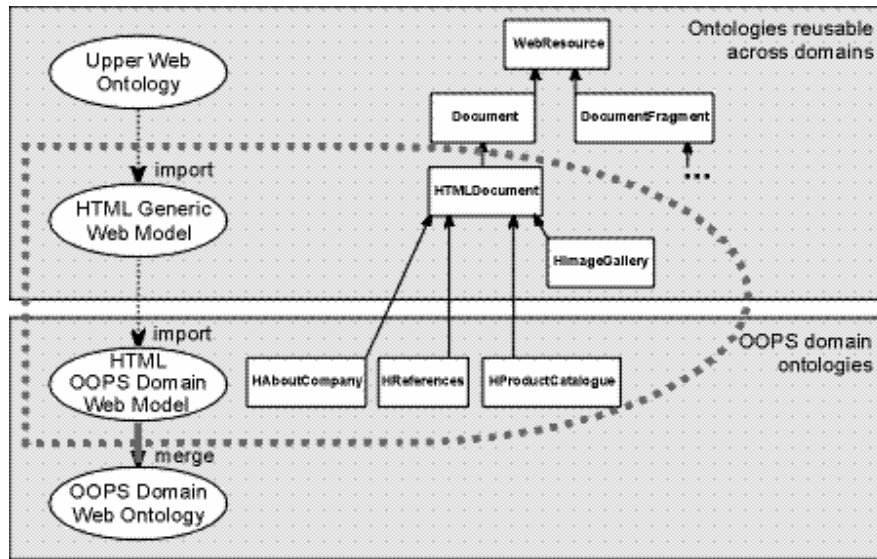 Ontologies reusable
across domains
WebResource
Upper Web
Ontology
Document
DocumentFragment
import
...
HTMLDocument
HTML Generic
Web Model
HImageGallery
import
OOPS domain
ontologies
HTML
OOPS Domain
Web Model
HAboutCompany
HReferences
HProductCatalogue
merge
OOPS Domain
Web Ontology